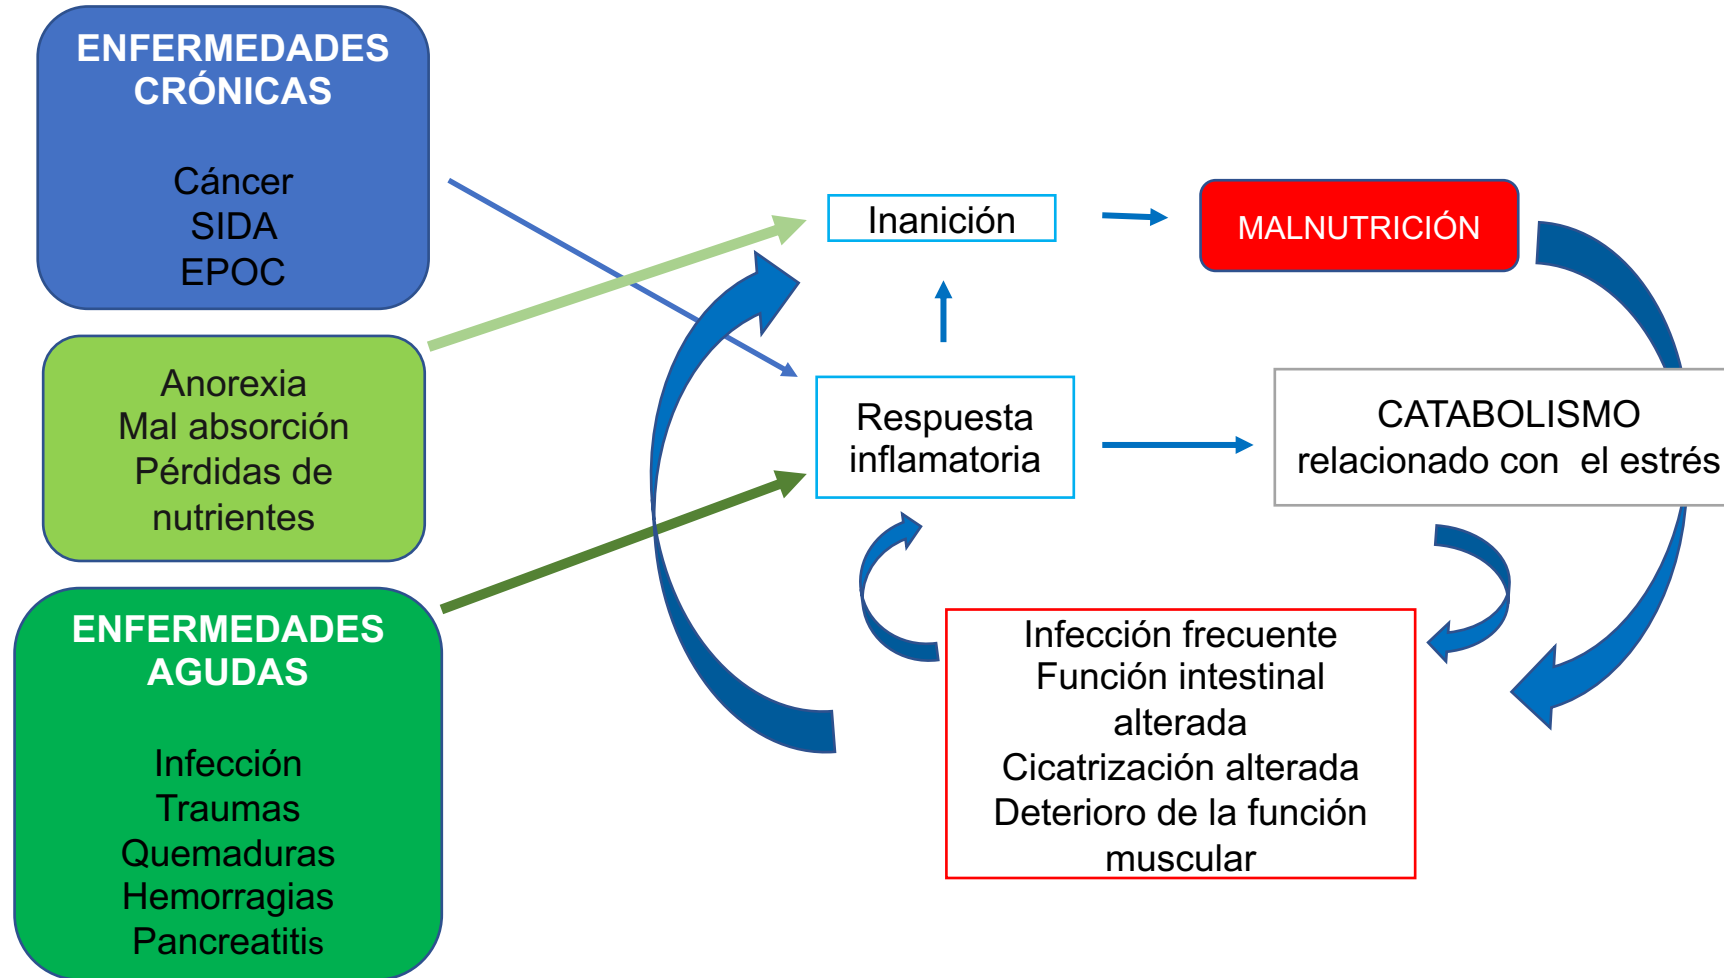 ENFERMEDADES
CRÓNICAS
Cáncer
SIDA
EPOC
Anorexia
Mal absorción
Pérdidas de
nutrientes
ENFERMEDADES
AGUDAS
Infección
Traumas
Quemaduras
Hemorragias
Pancreatitis
Inanición
MALNUTRICIÓN
Respuesta
inflamatoria
CATABOLISMO
relacionado con  el estrés
Infección frecuente
Función intestinal
alterada
Cicatrización alterada
Deterioro de la función
muscular